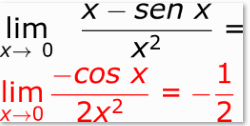 lim x→ 0 x − sen x / x² =
lim x→0 −cos x / 2x² = − 1/2